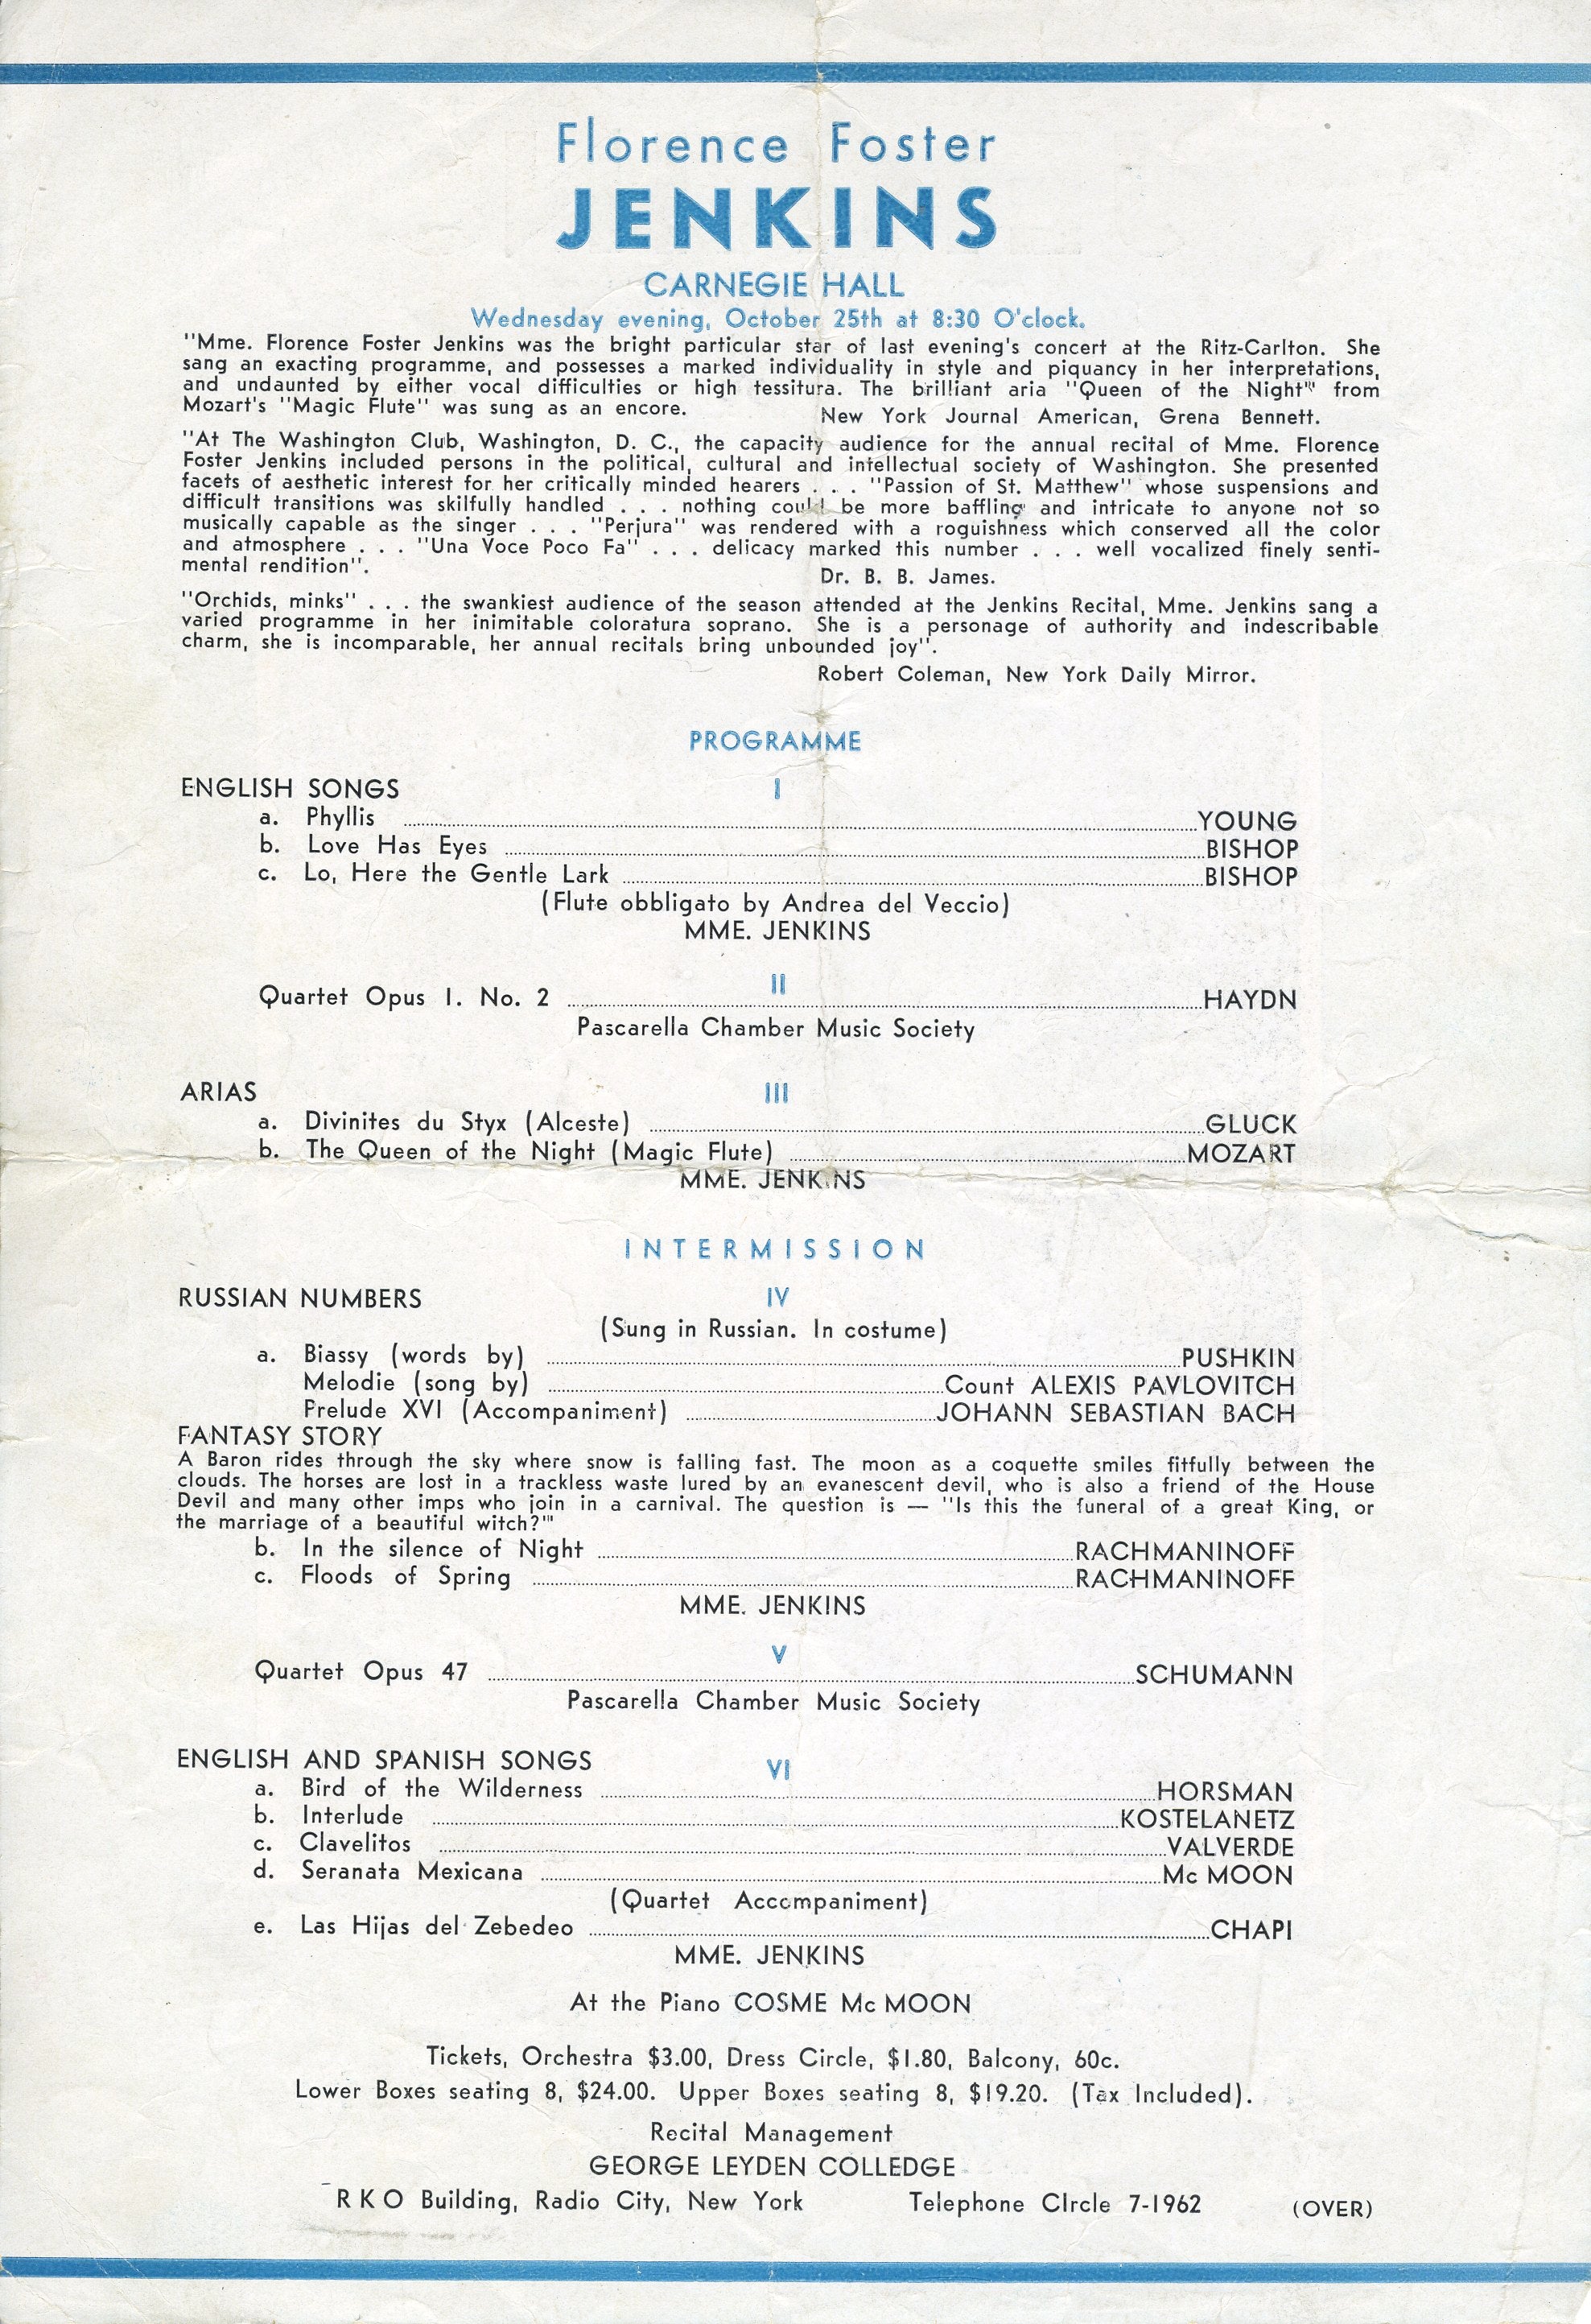 Florence Foster
JENKINS
CARNEGIE HALL
Wednesday evening, October 25th at 8:30 O'clock.
"Mme. Florence Foster Jenkins was the bright particular star of last evening's concert at the Ritz-Carlton. She
sang an exacting programme, and possesses a marked individuality in style and piquancy in her interpretations,
and undaunted by either vocal difficulties or high tessitura. The brilliant aria "Queen of the Night"" from
Mozart's "Magic Flute" was sung as an encore.
New York Journal American, Grena Bennett.
"At The Washington Club, Washington, D. C., the capacity audience for the annual recital of Mme. Florence
Foster Jenkins included persons in the political, cultural and intellectual society of Washington. She presented
facets of aesthetic interest for her critically minded hearers . . . "Passion of St. Matthew" whose suspensions and
difficult transitions was skilfully handled . . . nothing could be more baffling and intricate to anyone not so
musically capable as the singer . . . "Perjura" was rendered with a roguishness which conserved all the color
and atmosphere . . . "Una Voce Poco Fa" . . . delicacy marked this number . . . well vocalized finely senti-
mental rendition".
Dr. B. B. James.
"Orchids, minks" . . . the swankiest audience of the season attended at the Jenkins Recital, Mme. Jenkins sang a
varied programme in her inimitable coloratura soprano. She is a personage of authority and indescribable
charm, she is incomparable, her annual recitals bring unbounded joy".
Robert Coleman, New York Daily Mirror.
PROGRAMME
ENGLISH SONGS I
a. Phyllis YOUNG
b. Love Has Eyes BISHOP
c. Lo, Here the Gentle Lark BISHOP
(Flute obbligato by Andrea del Veccio)
MME. JENKINS
II
Quartet Opus 1. No. 2 HAYDN
Pascarella Chamber Music Society
ARIAS III
a. Divinites du Styx (Alceste) GLUCK
b. The Queen of the Night (Magic Flute) MOZART
MME. JENKINS
INTERMISSION
RUSSIAN NUMBERS IV
(Sung in Russian. In costume)
a. Biassy (words by) PUSHKIN
Melodie (song by) Count ALEXIS PAVLOVITCH
Prelude XVI (Accompaniment) JOHANN SEBASTIAN BACH
FANTASY STORY
A Baron rides through the sky where snow is falling fast. The moon as a coquette smiles fitfully between the
clouds. The horses are lost in a trackless waste lured by an evanescent devil, who is also a friend of the House
Devil and many other imps who join in a carnival. The question is — "Is this the funeral of a great King, or
the marriage of a beautiful witch?'"
b. In the silence of Night RACHMANINOFF
c. Floods of Spring RACHMANINOFF
MME. JENKINS
V
Quartet Opus 47 SCHUMANN
Pascarella Chamber Music Society
ENGLISH AND SPANISH SONGS VI
a. Bird of the Wilderness HORSMAN
b. Interlude KOSTELANETZ
c. Clavelitos VALVERDE
d. Seranata Mexicana Mc MOON
(Quartet Accompaniment)
e. Las Hijas del Zebedeo CHAPI
MME. JENKINS
At the Piano COSME Mc MOON
Tickets, Orchestra $3.00, Dress Circle, $1.80, Balcony, 60c.
Lower Boxes seating 8, $24.00. Upper Boxes seating 8, $19.20. (Tax Included).
Recital Management
GEORGE LEYDEN COLLEDGE
R K O Building, Radio City, New York Telephone CIrcle 7-1962 (OVER)